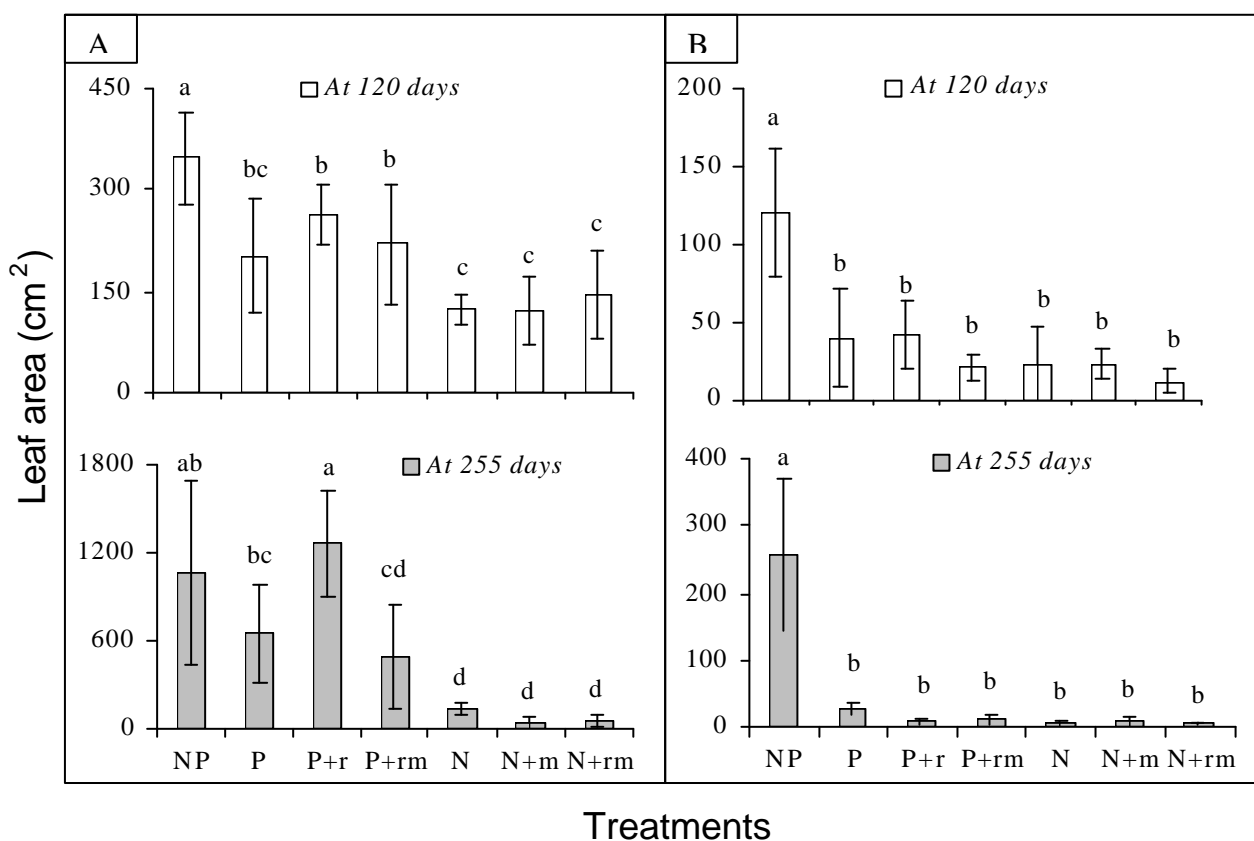 A
At 120 days
450
300
150
0
a
bc
b
b
c
c
c
At 255 days
1800
1200
600
0
ab
bc
a
cd
d
d
d
NP P P+r P+rm N N+m N+rm
B
At 120 days
200
150
100
50
0
a
b
b
b
b
b
b
At 255 days
400
300
200
100
0
a
b
b
b
b
b
b
NP P P+r P+rm N N+m N+rm
Leaf area (cm²)
Treatments